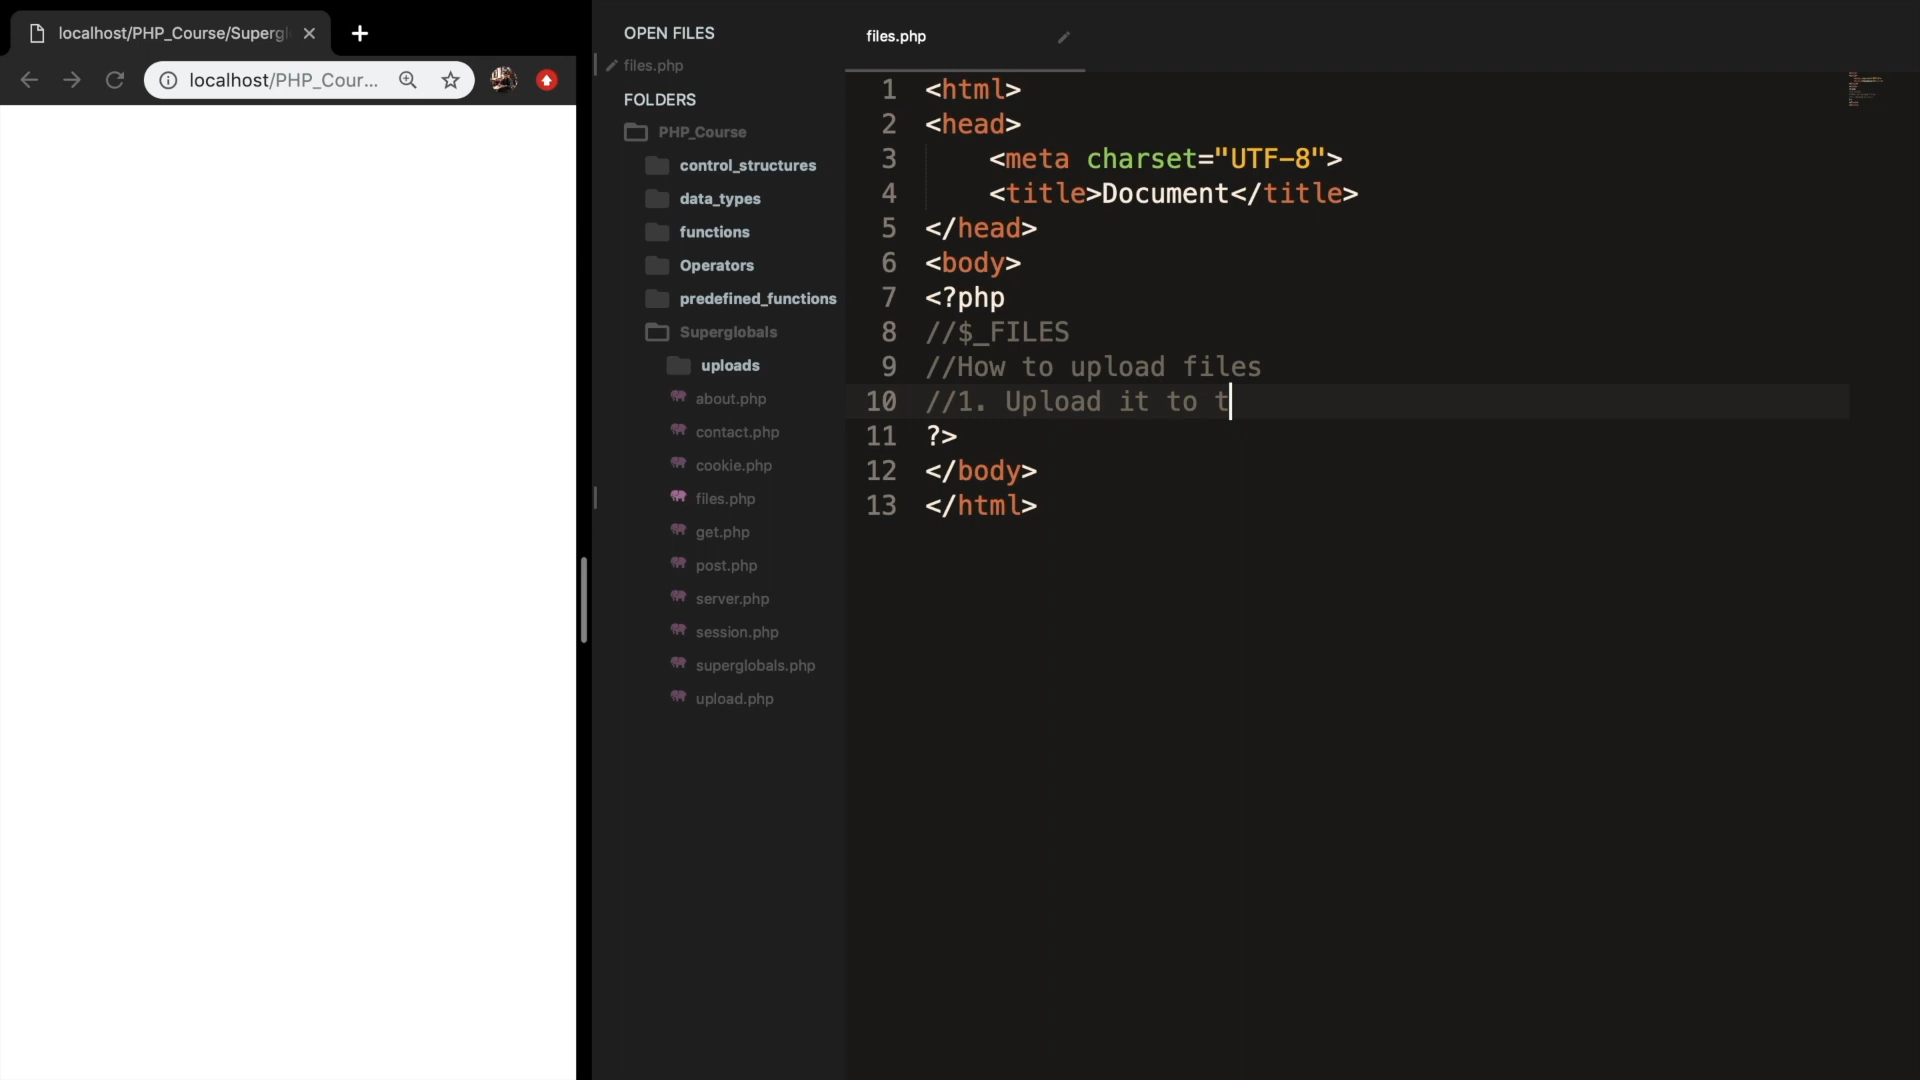 localhost/PHP_Course/Supergl
localhost/PHP_Cour...
OPEN FILES
files.php
FOLDERS
PHP_Course
control_structures
data_types
functions
Operators
predefined_functions
Superglobals
uploads
about.php
contact.php
cookie.php
files.php
get.php
post.php
server.php
session.php
superglobals.php
upload.php
files.php
1 <html>
2 <head>
3 <meta charset="UTF-8">
4 <title>Document</title>
5 </head>
6 <body>
7 <?php
8 //$_FILES
9 //How to upload files
10 //1. Upload it to t
11 ?>
12 </body>
13 </html>